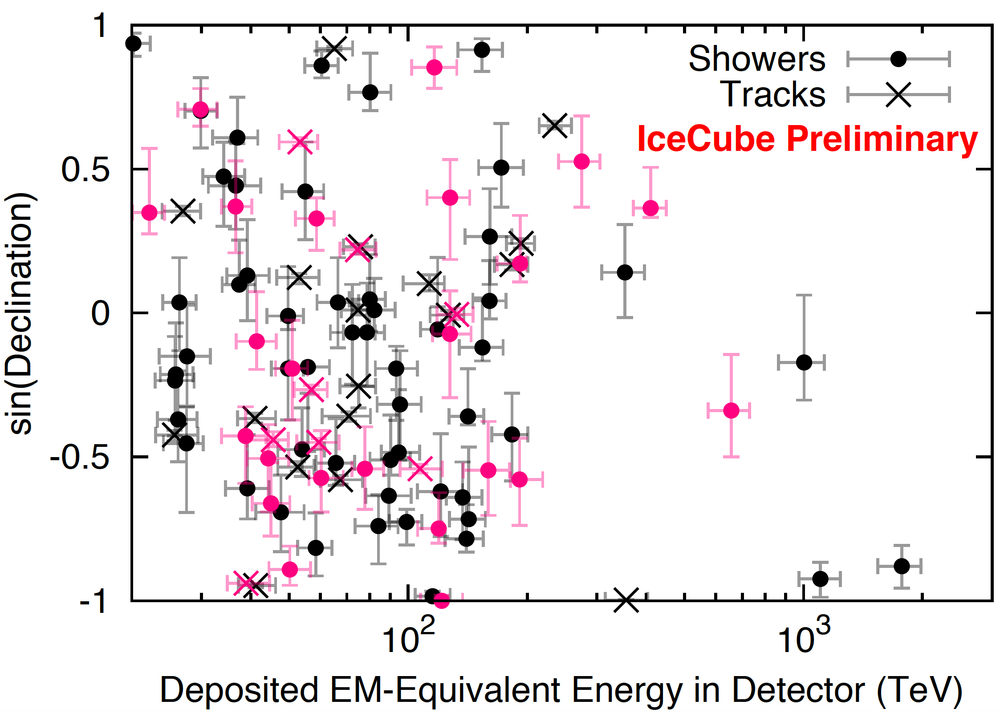 1
0.5
0
-0.5
-1
sin(Declination)
Showers
Tracks
IceCube Preliminary
10²
10³
Deposited EM-Equivalent Energy in Detector (TeV)